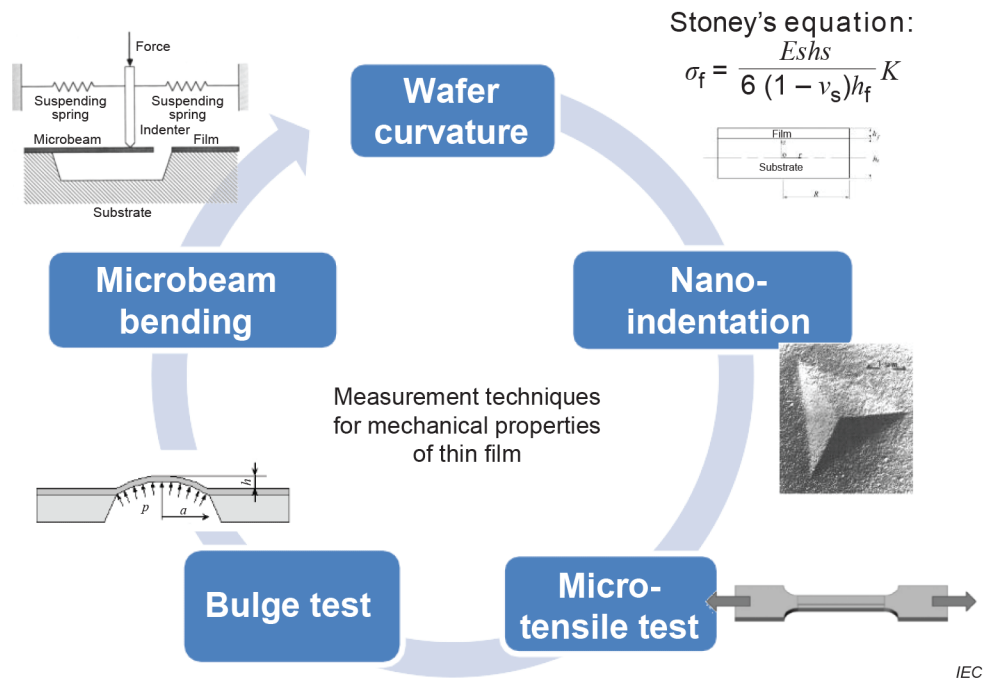 Stoney's equation:
σf = Eshs / 6 (1 – νs)hf K
Force
Suspending
spring
Suspending
spring
Indenter
Microbeam
Film
Substrate
Wafer
curvature
Film
Substrate
r
hf
R
Microbeam
bending
Nano-
indentation
Measurement techniques
for mechanical properties
of thin film
h
p
a
Bulge test
Micro-
tensile test
IEC